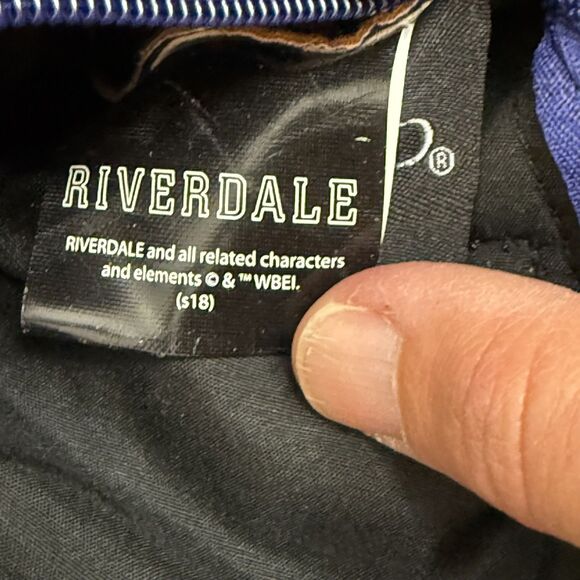 RIVERDALE
RIVERDALE and all related characters
and elements © & ™ WBEI.
(s18)
®